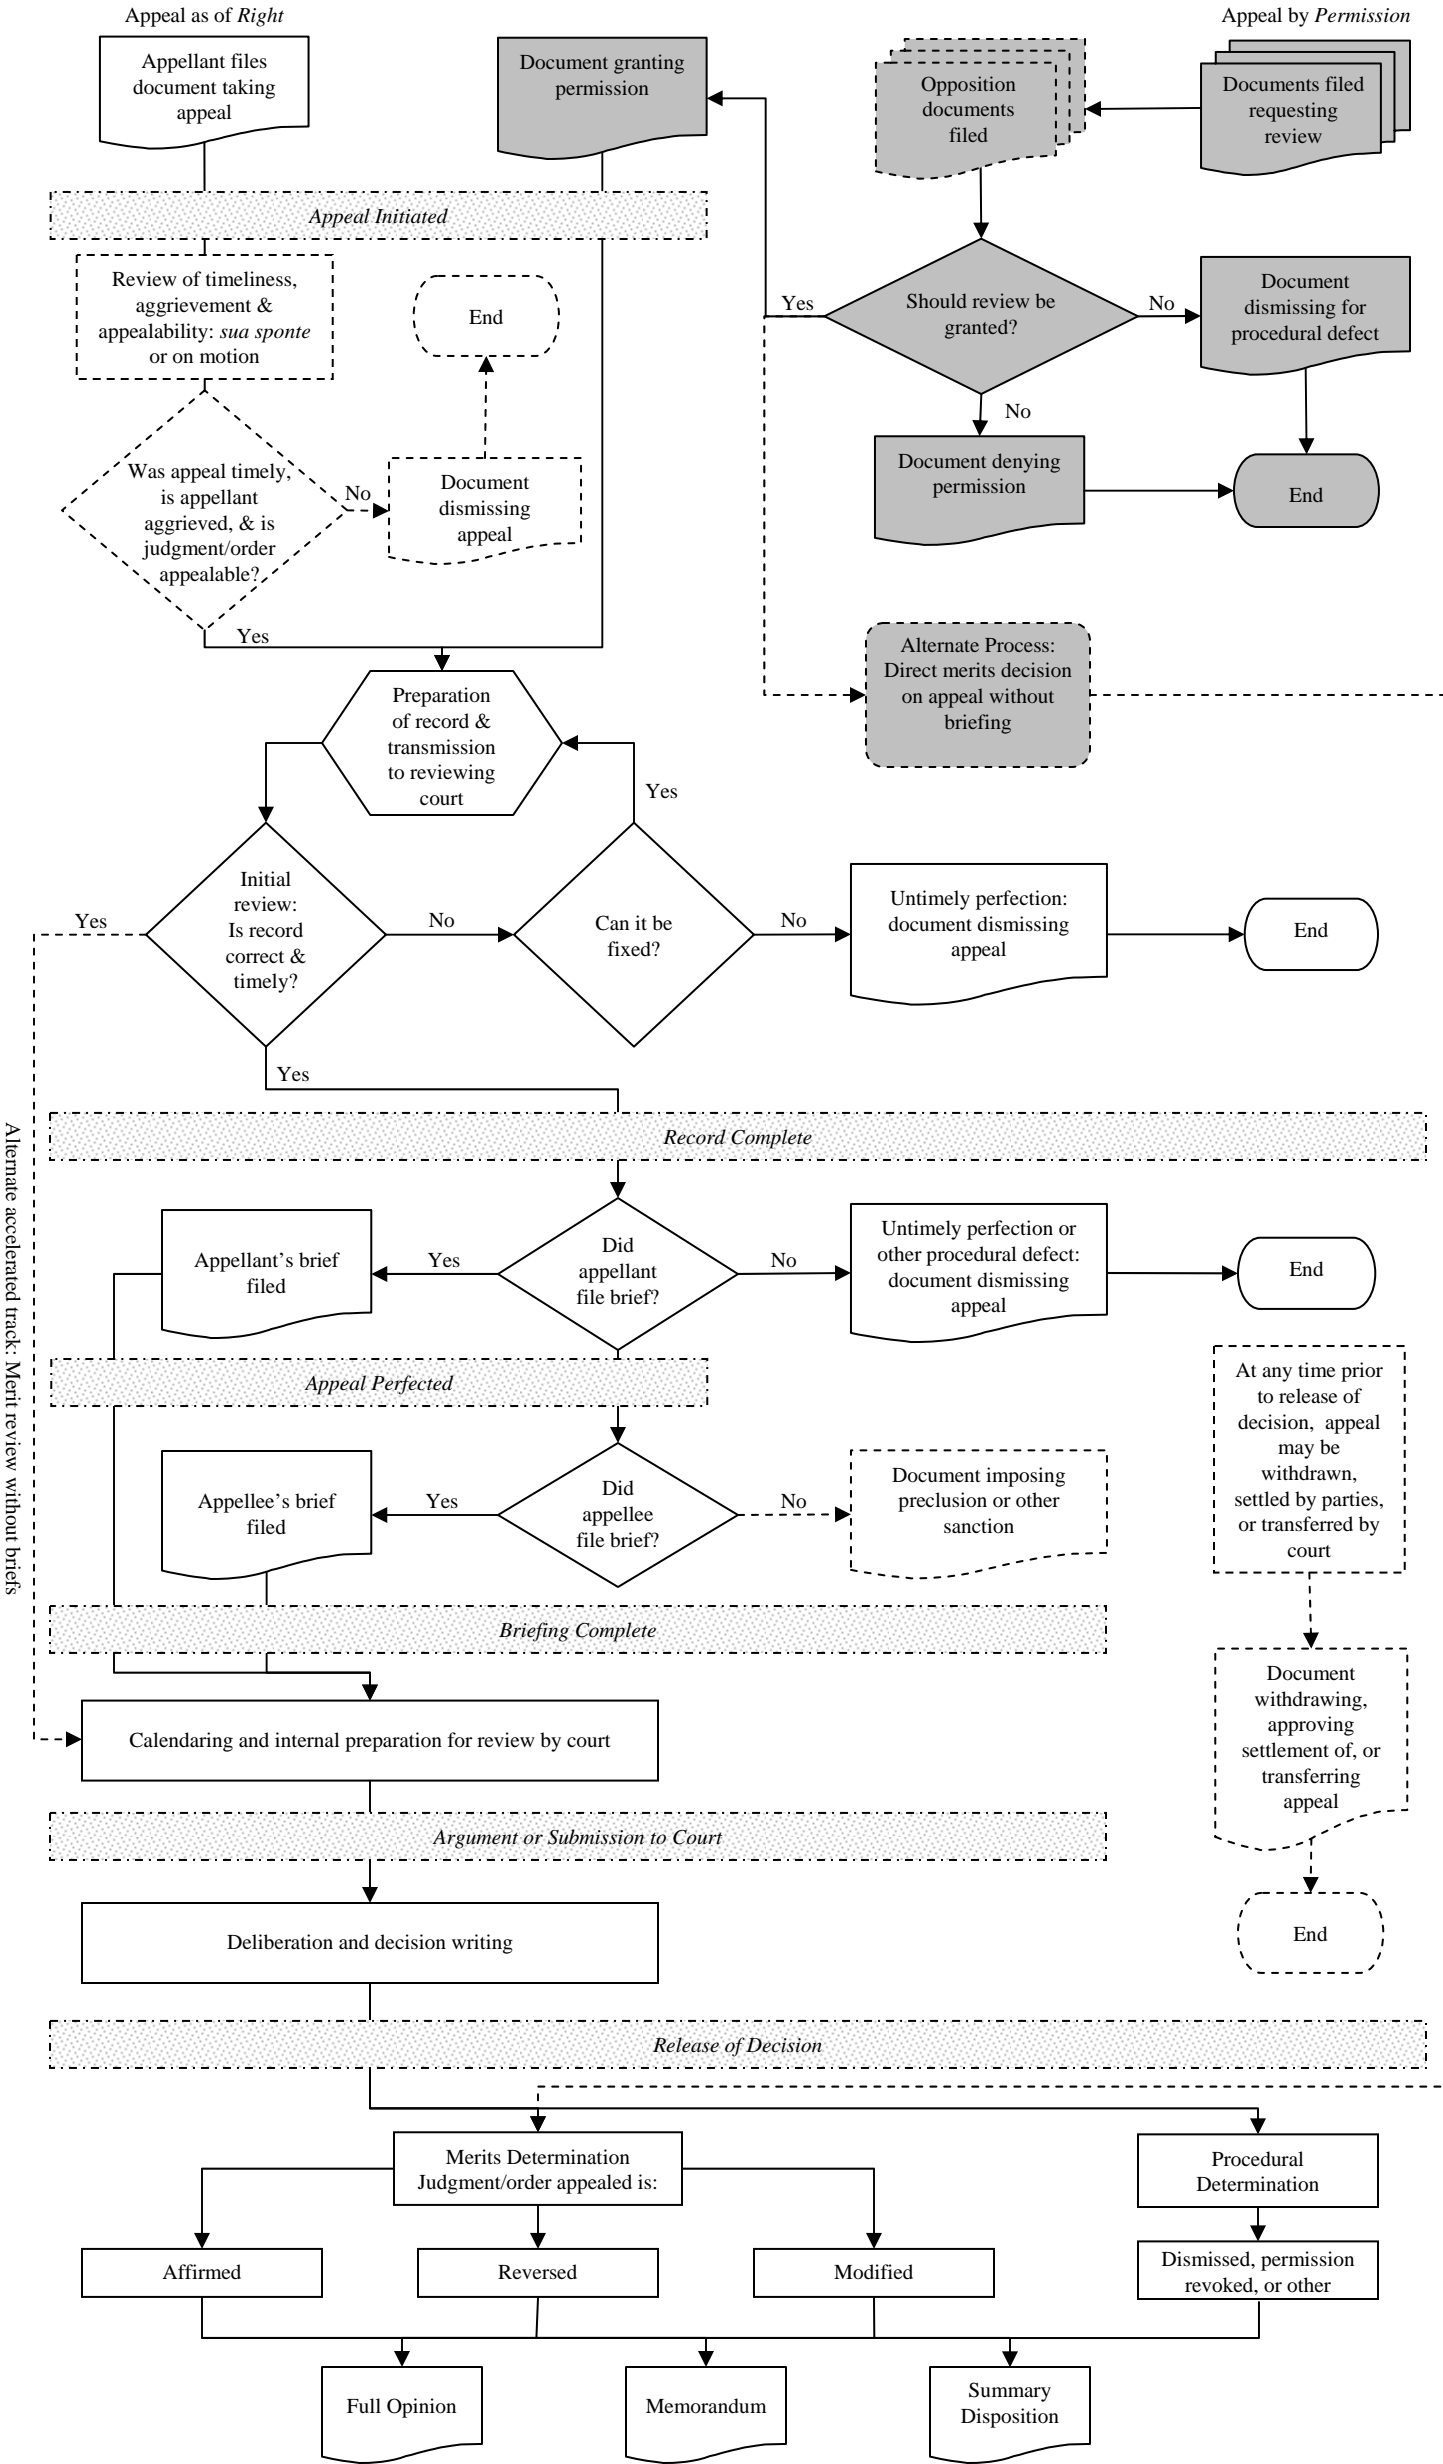 Appeal as of Right
Appeal by Permission
Appellant files
document taking
appeal
Document granting
permission
Opposition
documents
filed
Documents filed
requesting
review
Appeal Initiated
Review of timeliness,
aggrievement &
appealability: sua sponte
or on motion
End
Yes
Should review be
granted?
No
Document
dismissing for
procedural defect
No
Was appeal timely,
is appellant
aggrieved, & is
judgment/order
appealable?
No
Document
dismissing
appeal
Document denying
permission
End
Yes
Alternate Process:
Direct merits decision
on appeal without
briefing
Preparation
of record &
transmission
to reviewing
court
Yes
Yes
Initial
review:
Is record
correct &
timely?
No
Can it be
fixed?
No
Untimely perfection:
document dismissing
appeal
End
Yes
Alternate accelerated track: Merit review without briefs
Record Complete
Appellant’s brief
filed
Yes
Did
appellant
file brief?
No
Untimely perfection or
other procedural defect:
document dismissing
appeal
End
Appeal Perfected
At any time prior
to release of
decision, appeal
may be
withdrawn,
settled by parties,
or transferred by
court
Appellee’s brief
filed
Yes
Did
appellee
file brief?
No
Document imposing
preclusion or other
sanction
Briefing Complete
Document
withdrawing,
approving
settlement of, or
transferring
appeal
Calendaring and internal preparation for review by court
Argument or Submission to Court
End
Deliberation and decision writing
Release of Decision
Merits Determination
Judgment/order appealed is:
Procedural
Determination
Affirmed
Reversed
Modified
Dismissed, permission
revoked, or other
Full Opinion
Memorandum
Summary
Disposition